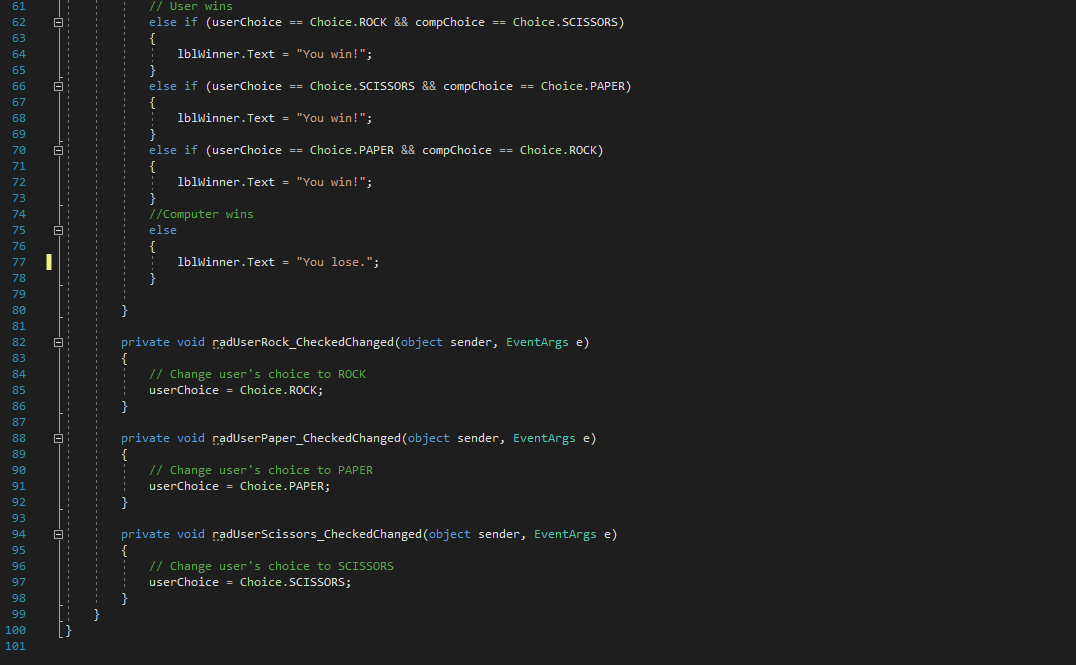 61 // User wins
62 else if (userChoice == Choice.ROCK && compChoice == Choice.SCISSORS)
63 {
64 lblWinner.Text = "You win!";
65 }
66 else if (userChoice == Choice.SCISSORS && compChoice == Choice.PAPER)
67 {
68 lblWinner.Text = "You win!";
69 }
70 else if (userChoice == Choice.PAPER && compChoice == Choice.ROCK)
71 {
72 lblWinner.Text = "You win!";
73 }
74 //Computer wins
75 else
76 {
77 lblWinner.Text = "You lose.";
78 }
79
80 }
81
82 private void radUserRock_CheckedChanged(object sender, EventArgs e)
83 {
84 // Change user's choice to ROCK
85 userChoice = Choice.ROCK;
86 }
87
88 private void radUserPaper_CheckedChanged(object sender, EventArgs e)
89 {
90 // Change user's choice to PAPER
91 userChoice = Choice.PAPER;
92 }
93
94 private void radUserScissors_CheckedChanged(object sender, EventArgs e)
95 {
96 // Change user's choice to SCISSORS
97 userChoice = Choice.SCISSORS;
98 }
99 }
100 }
101